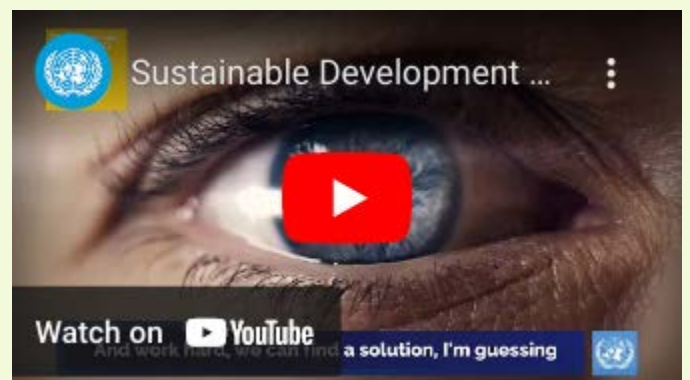 Sustainable Development ...
Watch on YouTube
And work hard, we can find a solution, I'm guessing